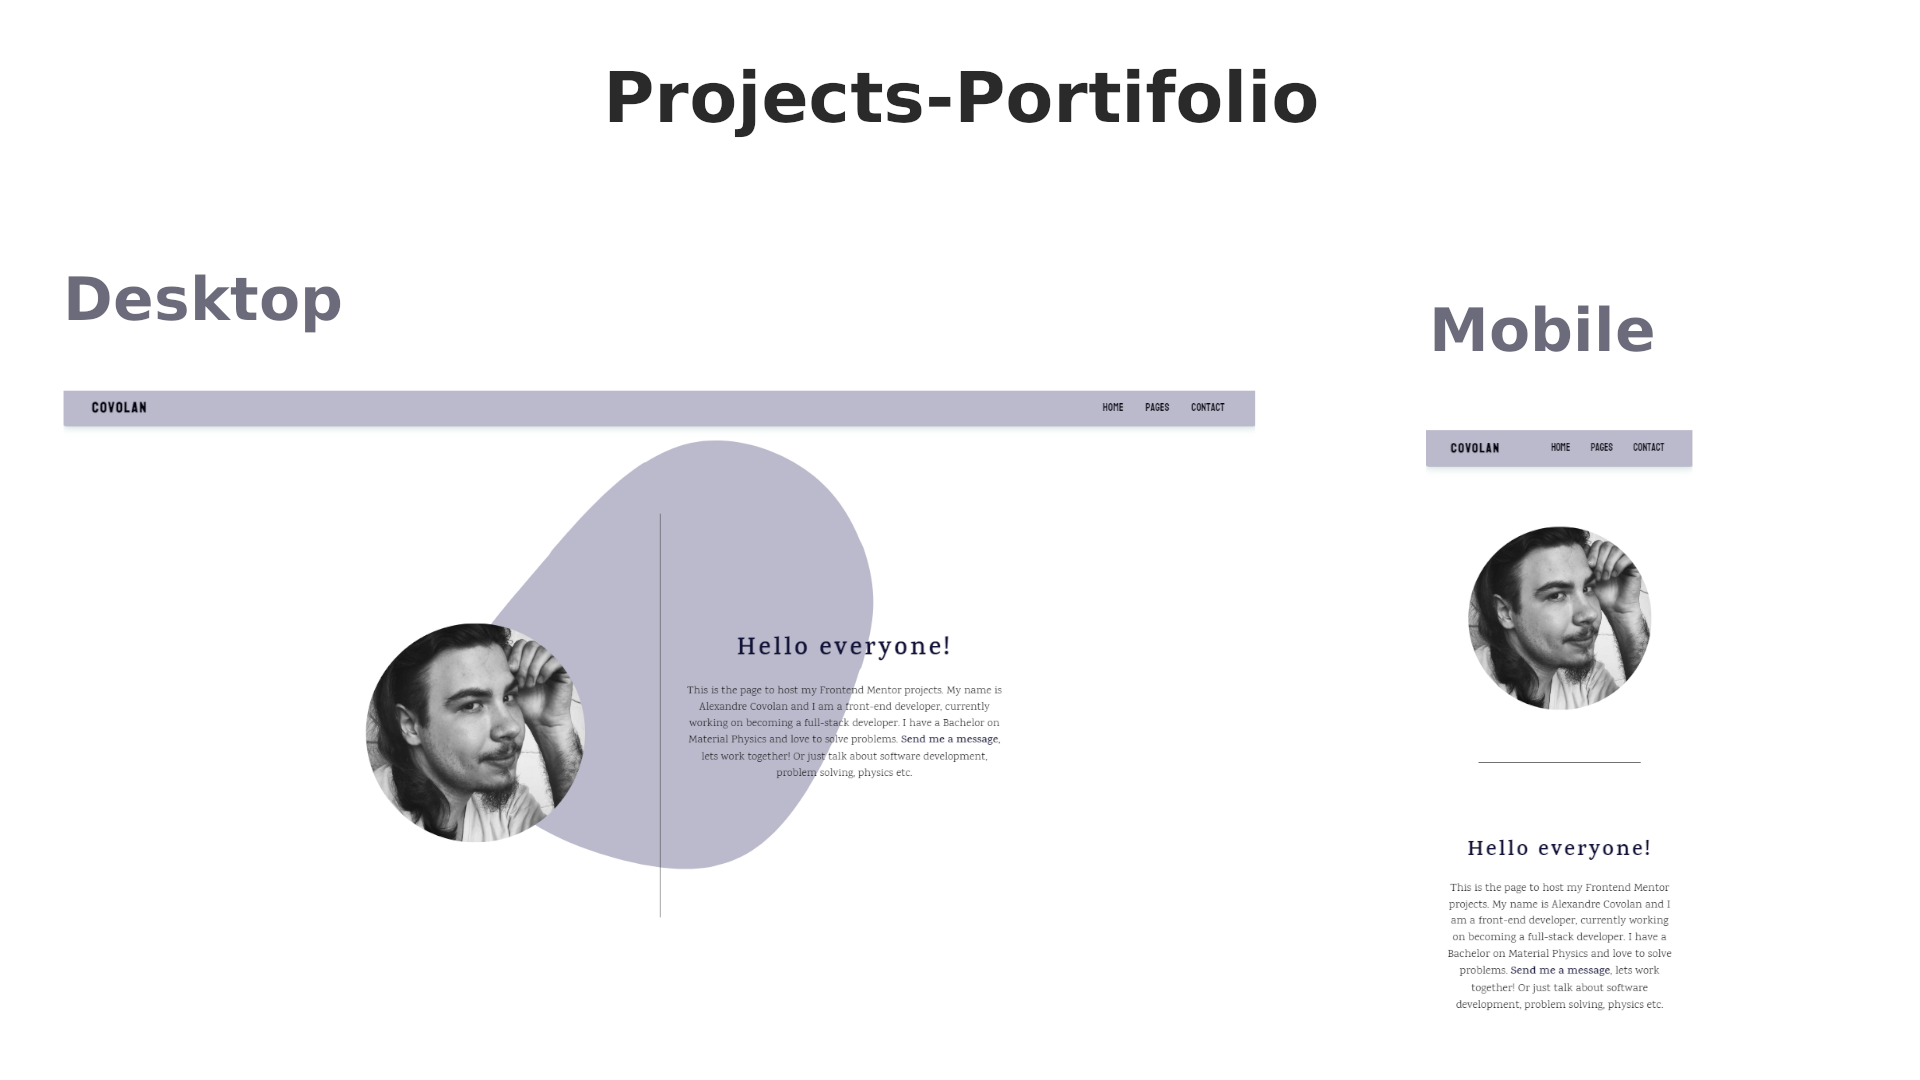 Projects-Portifolio
Desktop
COVOLAN
HOME PAGES CONTACT
Hello everyone!
This is the page to host my Frontend Mentor projects. My name is
Alexandre Covolan and I am a front-end developer, currently
working on becoming a full-stack developer. I have a Bachelor on
Material Physics and love to solve problems. Send me a message,
lets work together! Or just talk about software development,
problem solving, physics etc.
Mobile
COVOLAN
HOME PAGES CONTACT
Hello everyone!
This is the page to host my Frontend Mentor
projects. My name is Alexandre Covolan and I
am a front-end developer, currently working
on becoming a full-stack developer. I have a
Bachelor on Material Physics and love to solve
problems. Send me a message, lets work
together! Or just talk about software
development, problem solving, physics etc.